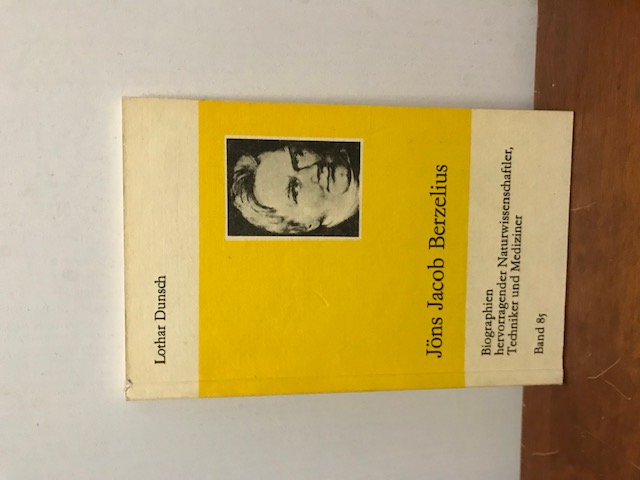 Lothar Dunsch
Jöns Jacob Berzelius
Biographien
hervorragender Naturwissenschaftler,
Techniker und Mediziner
Band 85